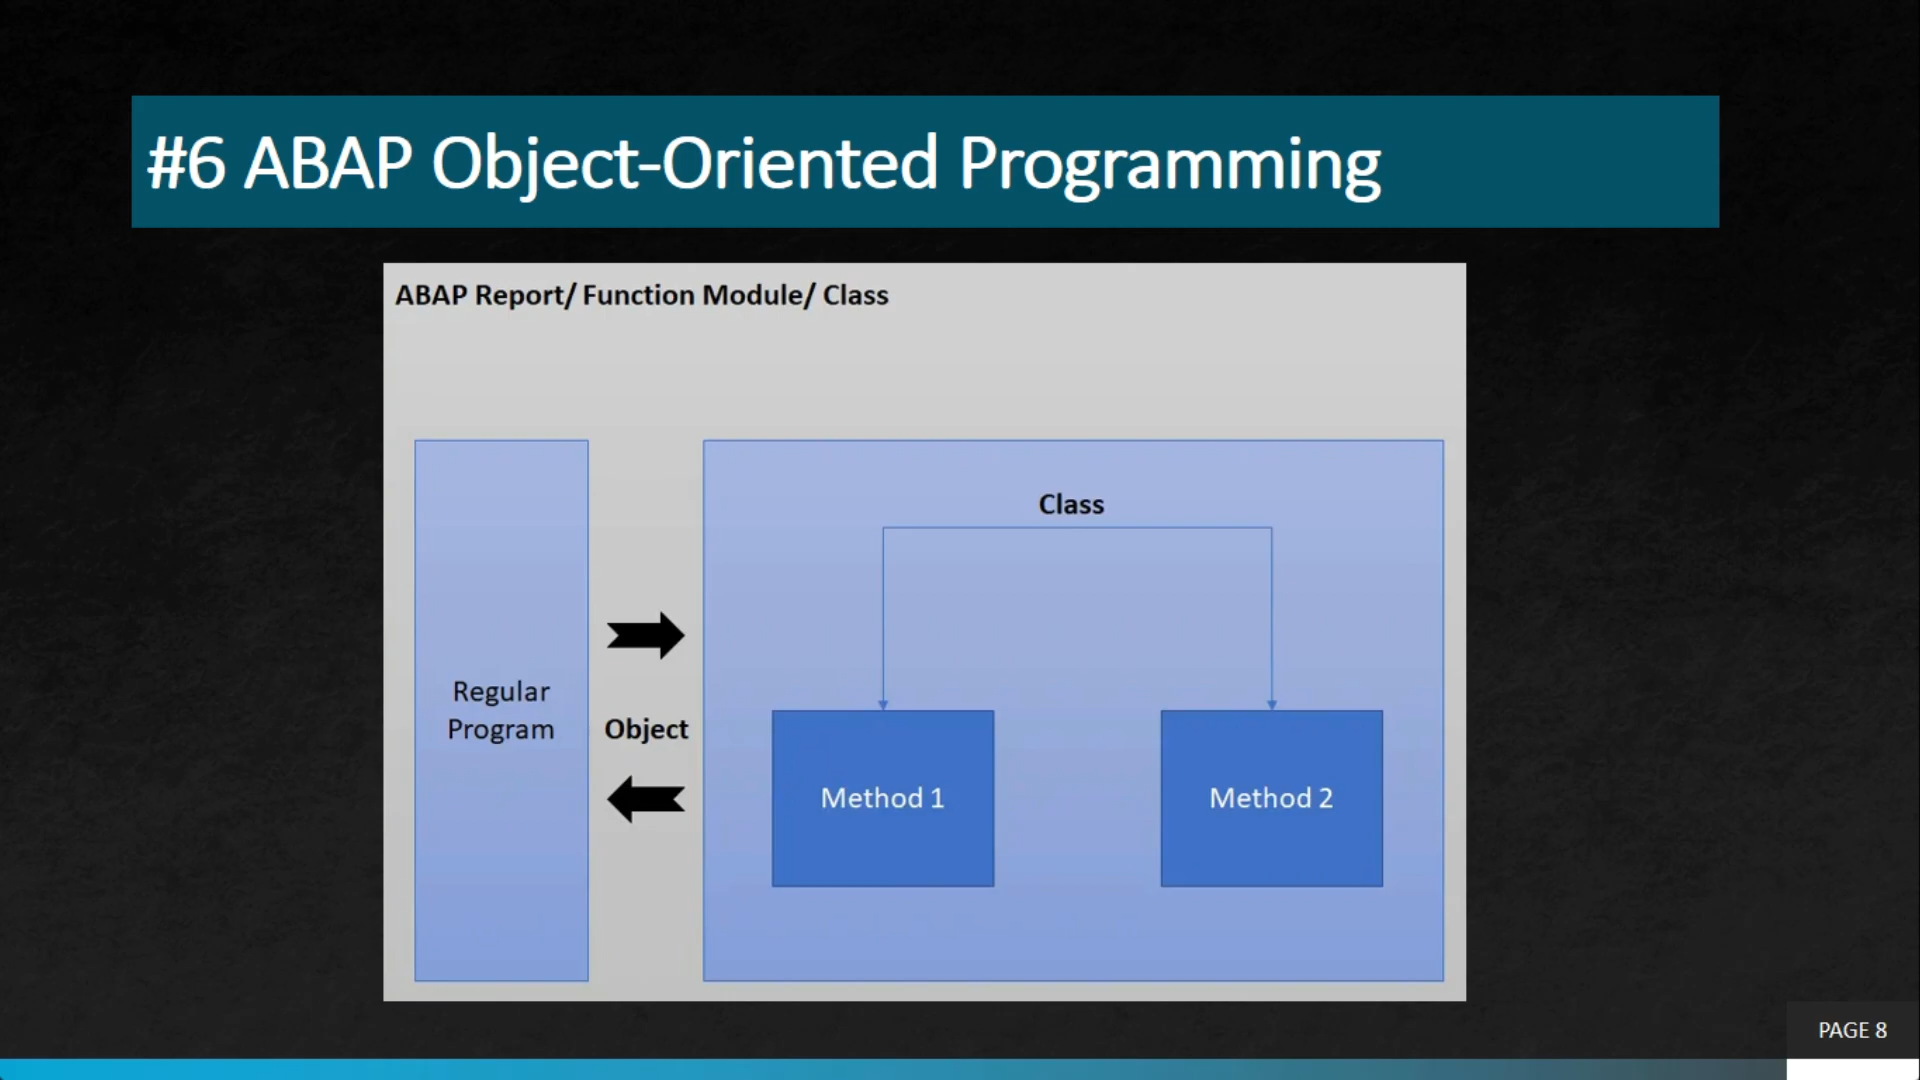 #6 ABAP Object-Oriented Programming
ABAP Report/ Function Module/ Class
Class
Regular
Program
Object
Method 1
Method 2
PAGE 8